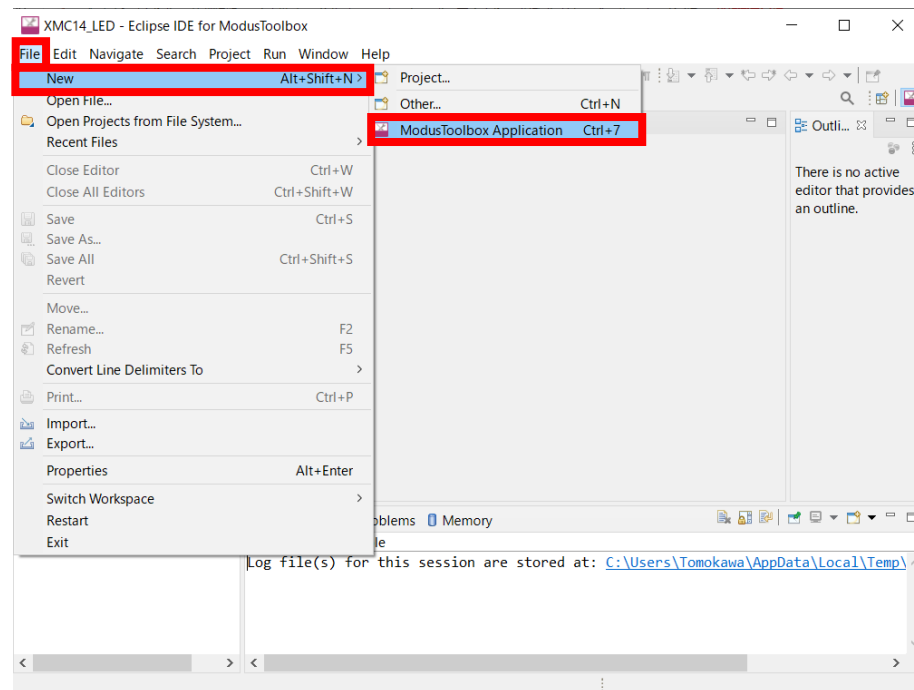 XMC14_LED - Eclipse IDE for ModusToolbox
File Edit Navigate Search Project Run Window Help
New Alt+Shift+N
Open File...
Open Projects from File System...
Recent Files
Close Editor Ctrl+W
Close All Editors Ctrl+Shift+W
Save Ctrl+S
Save As...
Save All Ctrl+Shift+S
Revert
Move...
Rename... F2
Refresh F5
Convert Line Delimiters To
Print... Ctrl+P
Import...
Export...
Properties Alt+Enter
Switch Workspace
Restart
Exit
Project...
Other... Ctrl+N
ModusToolbox Application Ctrl+7
Outli...
There is no active
editor that provides
an outline.
Memory
Log file(s) for this session are stored at: C:\Users\Tomokawa\AppData\Local\Temp\